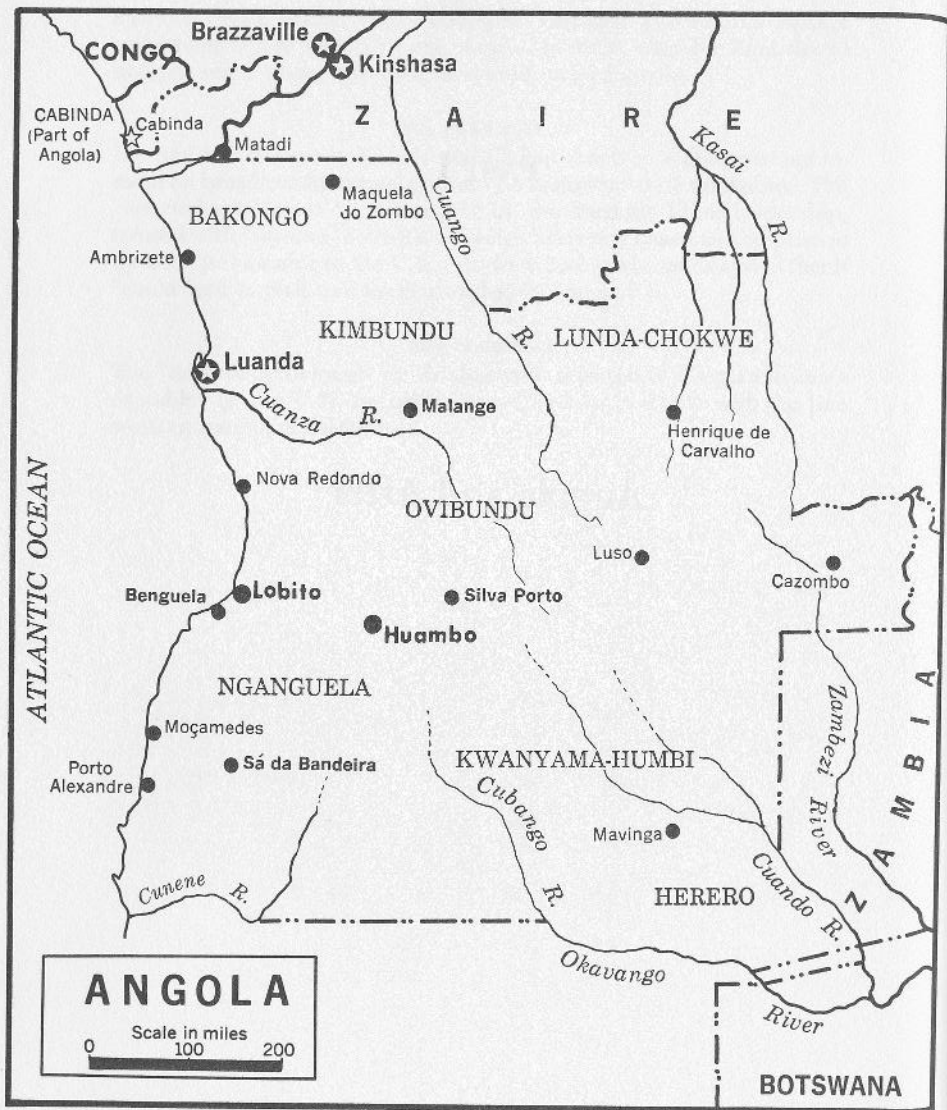 Brazzaville
CONGO
Kinshasa
CABINDA
(Part of
Angola)
Cabinda
Z A I R E
Matadi
Kasai
R.
Maquela
do Zombo
BAKONGO
Cuango
R.
Ambrizete
KIMBUNDU
LUNDA-CHOKWE
Luanda
Cuanza R.
Malange
Henrique de
Carvalho
Nova Redondo
OVIBUNDU
ATLANTIC OCEAN
Luso
Cazombo
Benguela
Lobito
Silva Porto
Huambo
NGANGUELA
ZAMBIA
Zambezi
River
Moçamedes
KWANYAMA-HUMBI
Porto
Alexandre
Sá da Bandeira
Cubango
R.
Mavinga
Cunene R.
HERERO
Cuando R.
Okavango
River
ANGOLA
Scale in miles
0 100 200
BOTSWANA